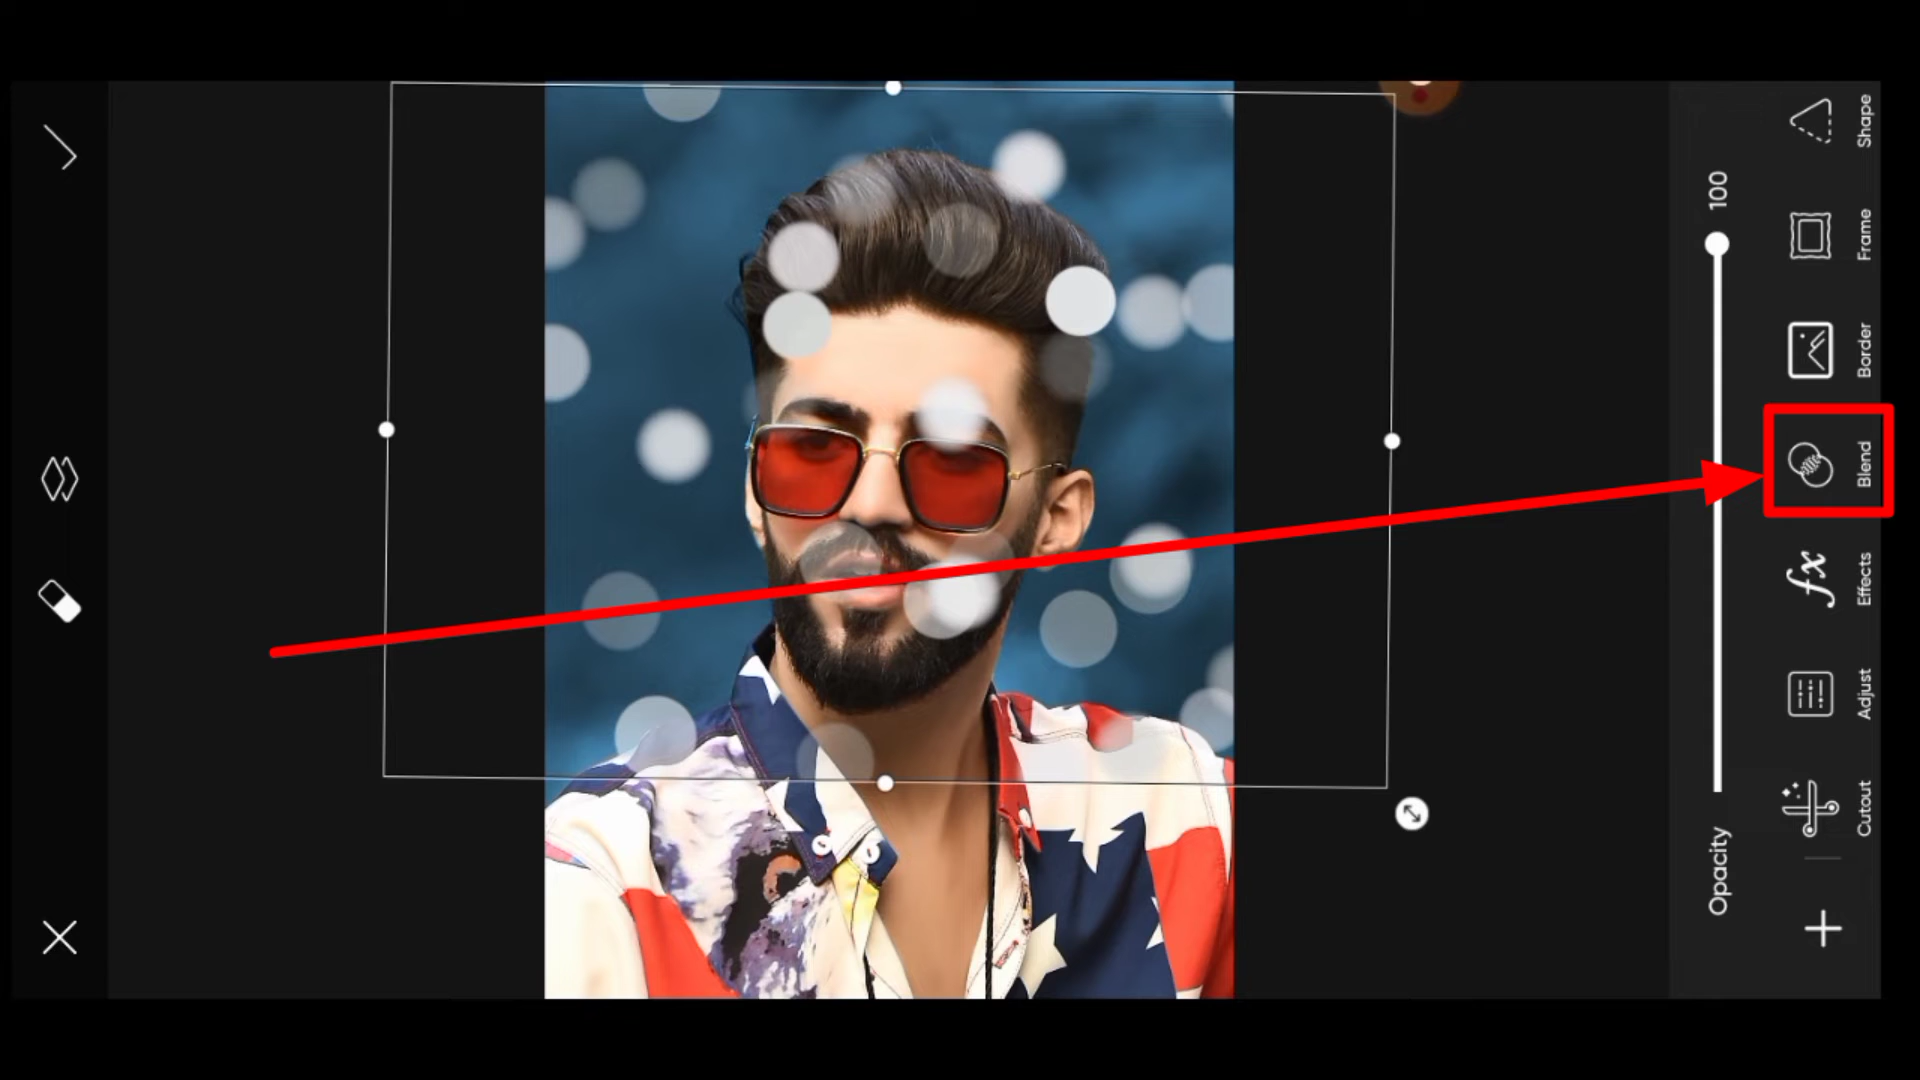 Shape
Frame
Border
Blend
Effects
Adjust
Cutout
100
Opacity